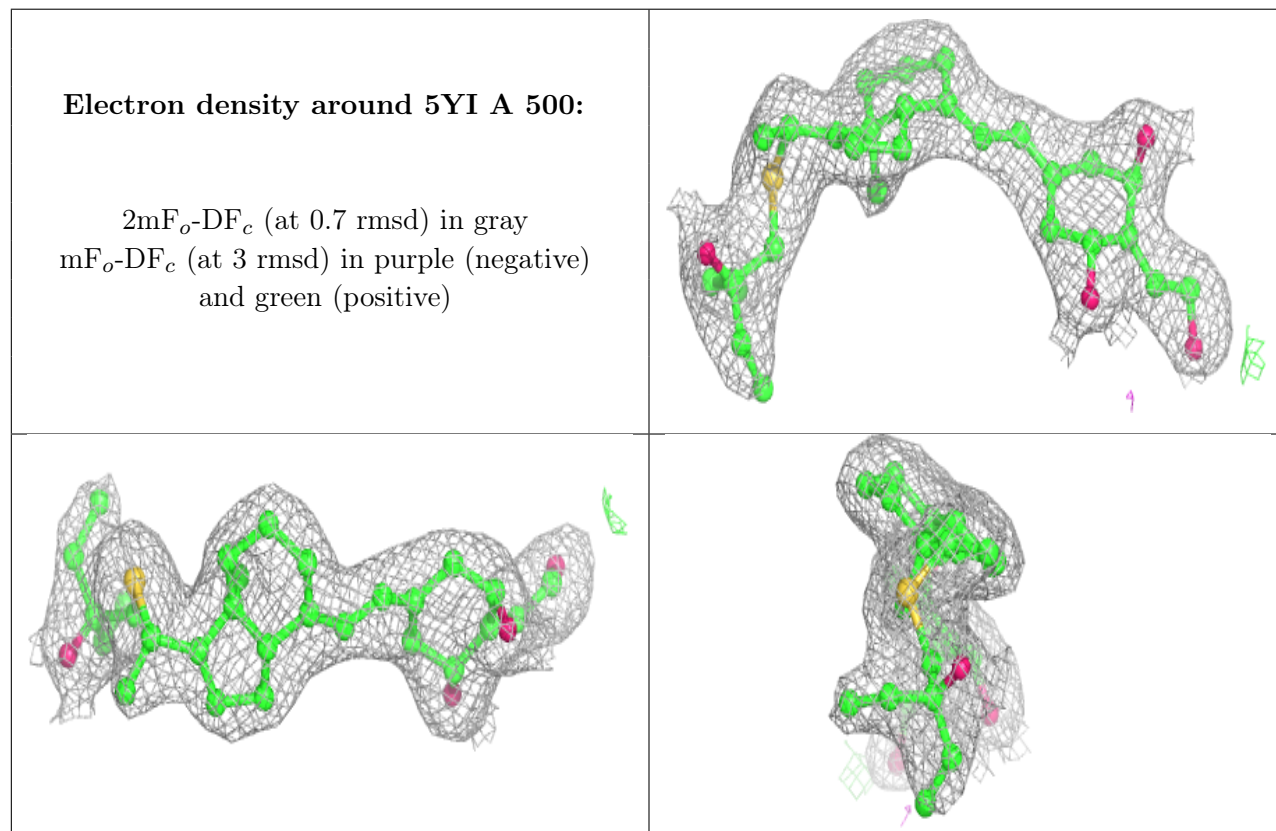 Electron density around 5YI A 500:
2mFo-DFc (at 0.7 rmsd) in gray
mFo-DFc (at 3 rmsd) in purple (negative)
and green (positive)